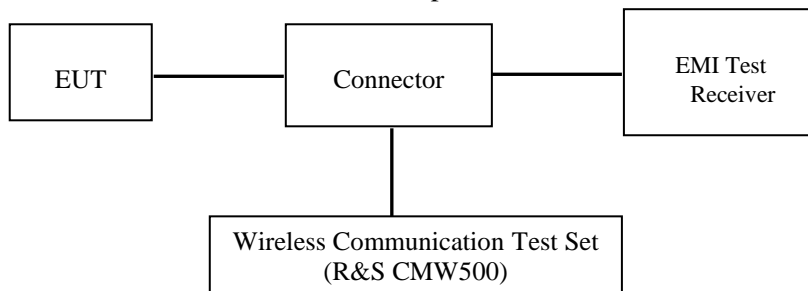 EUT
Connector
EMI Test
Receiver
Wireless Communication Test Set
(R&S CMW500)